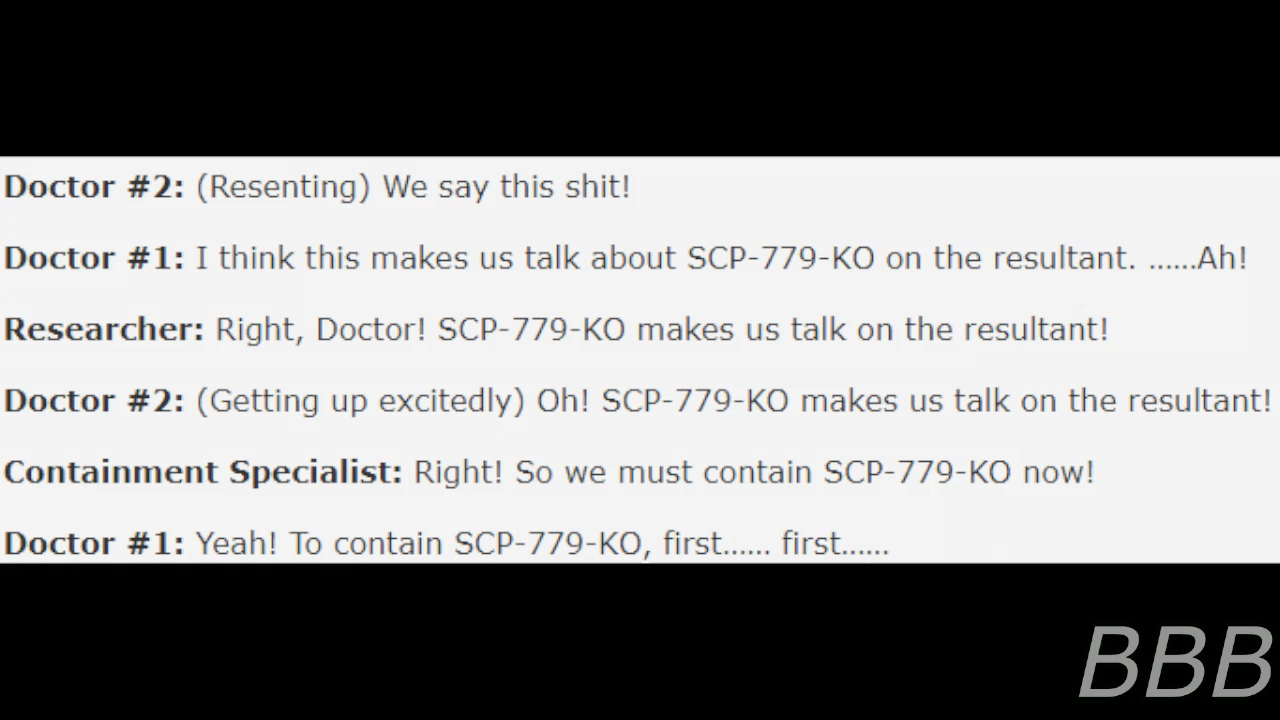 Doctor #2: (Resenting) We say this shit!
Doctor #1: I think this makes us talk about SCP-779-KO on the resultant. ......Ah!
Researcher: Right, Doctor! SCP-779-KO makes us talk on the resultant!
Doctor #2: (Getting up excitedly) Oh! SCP-779-KO makes us talk on the resultant!
Containment Specialist: Right! So we must contain SCP-779-KO now!
Doctor #1: Yeah! To contain SCP-779-KO, first...... first......
BBB